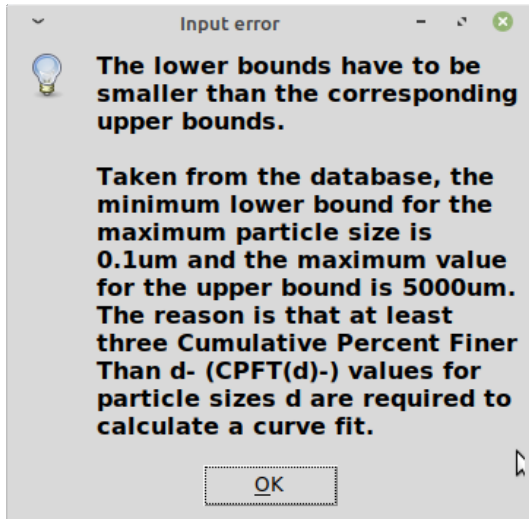 Input error
The lower bounds have to be
smaller than the corresponding
upper bounds.
Taken from the database, the
minimum lower bound for the
maximum particle size is
0.1um and the maximum value
for the upper bound is 5000um.
The reason is that at least
three Cumulative Percent Finer
Than d- (CPFT(d)-) values for
particle sizes d are required to
calculate a curve fit.
OK